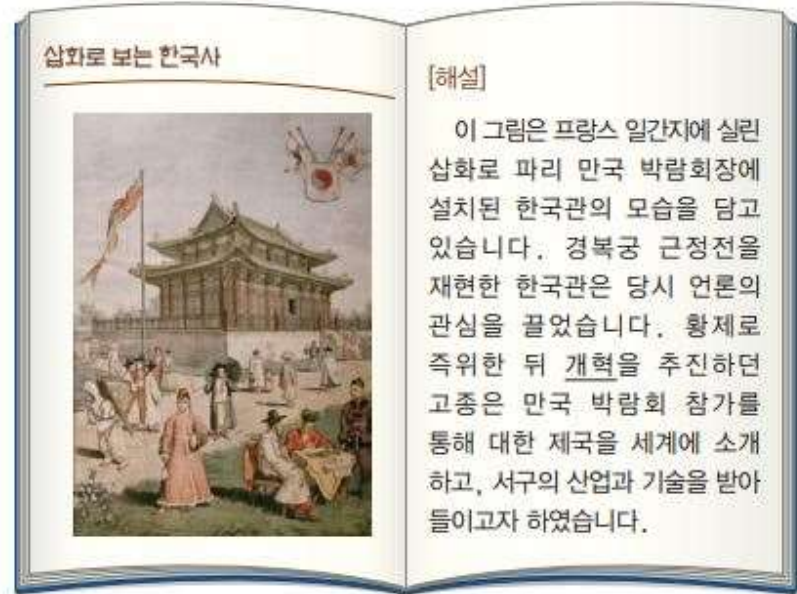 삽화로 보는 한국사
[해설]
이 그림은 프랑스 일간지에 실린
삽화로 파리 만국 박람회장에
설치된 한국관의 모습을 담고
있습니다. 경복궁 근정전을
재현한 한국관은 당시 언론의
관심을 끌었습니다. 황제로
즉위한 뒤 개혁을 추진하던
고종은 만국 박람회 참가를
통해 대한 제국을 세계에 소개
하고, 서구의 산업과 기술을 받아
들이고자 하였습니다.